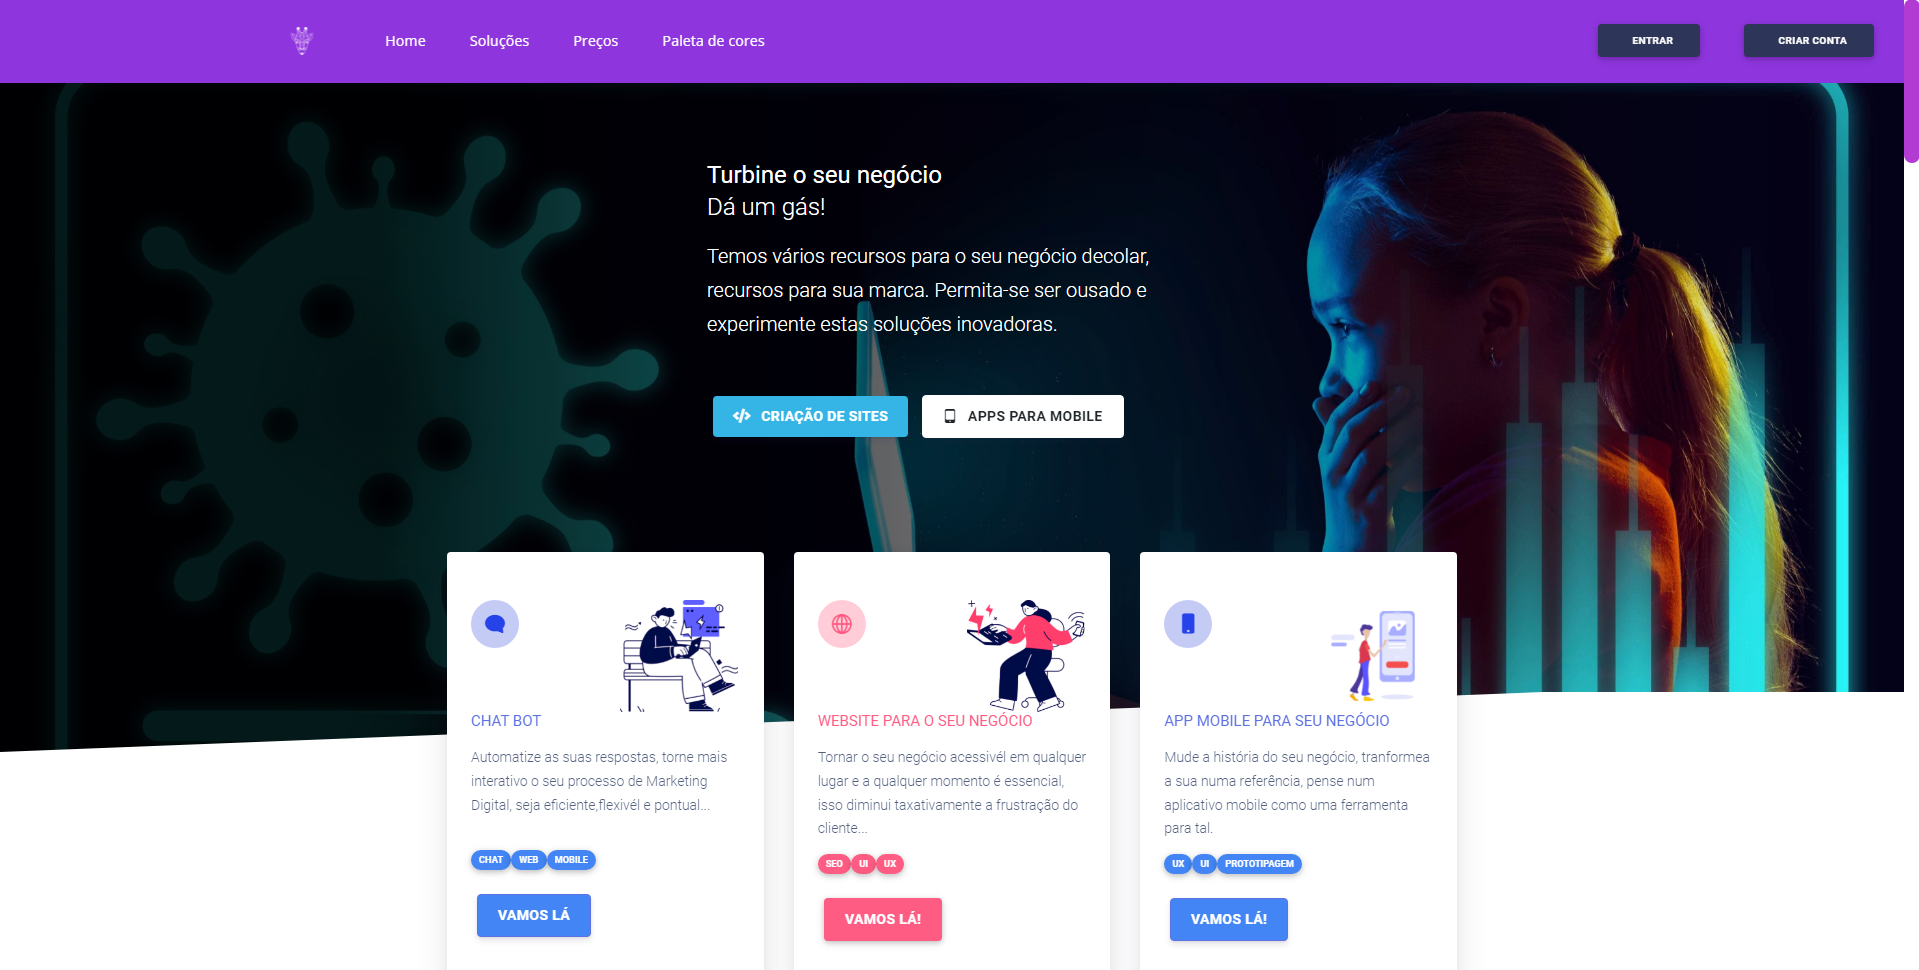 Home
Soluções
Preços
Paleta de cores
ENTRAR
CRIAR CONTA
Turbine o seu negócio
Dá um gás!
Temos vários recursos para o seu negócio decolar,
recursos para sua marca. Permita-se ser ousado e
experimente estas soluções inovadoras.
CRIAÇÃO DE SITES
APPS PARA MOBILE
CHAT BOT
Automatize as suas respostas, torne mais
interativo o seu processo de Marketing
Digital, seja eficiente,flexivél e pontual...
CHAT
WEB
MOBILE
VAMOS LÁ
WEBSITE PARA O SEU NEGÓCIO
Tornar o seu negócio acessivél em qualquer
lugar e a qualquer momento é essencial,
isso diminui taxativamente a frustração do
cliente...
SEO
UI
UX
VAMOS LÁ!
APP MOBILE PARA SEU NEGÓCIO
Mude a história do seu negócio, tranformea
a sua numa referência, pense num
aplicativo mobile como uma ferramenta
para tal.
UX
UI
PROTOTIPAGEM
VAMOS LÁ!